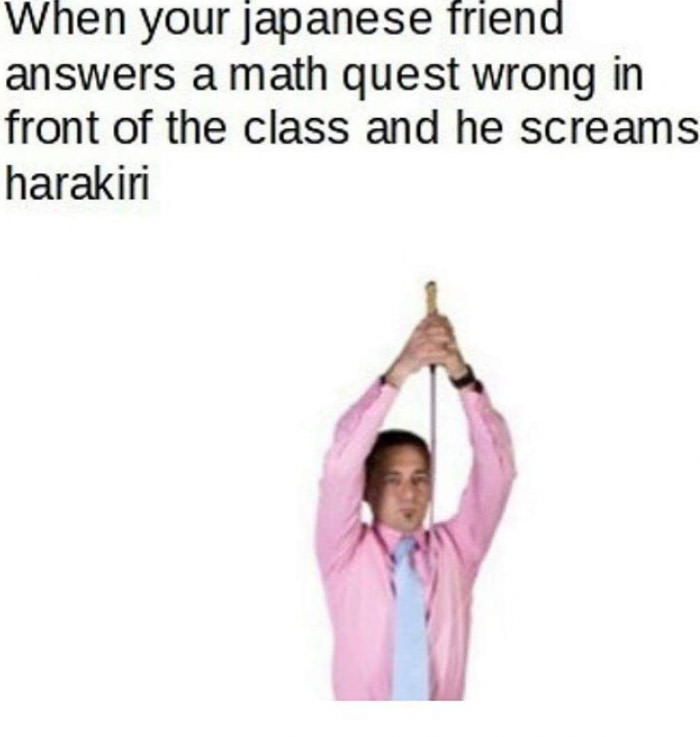 When your japanese friend
answers a math quest wrong in
front of the class and he screams
harakiri